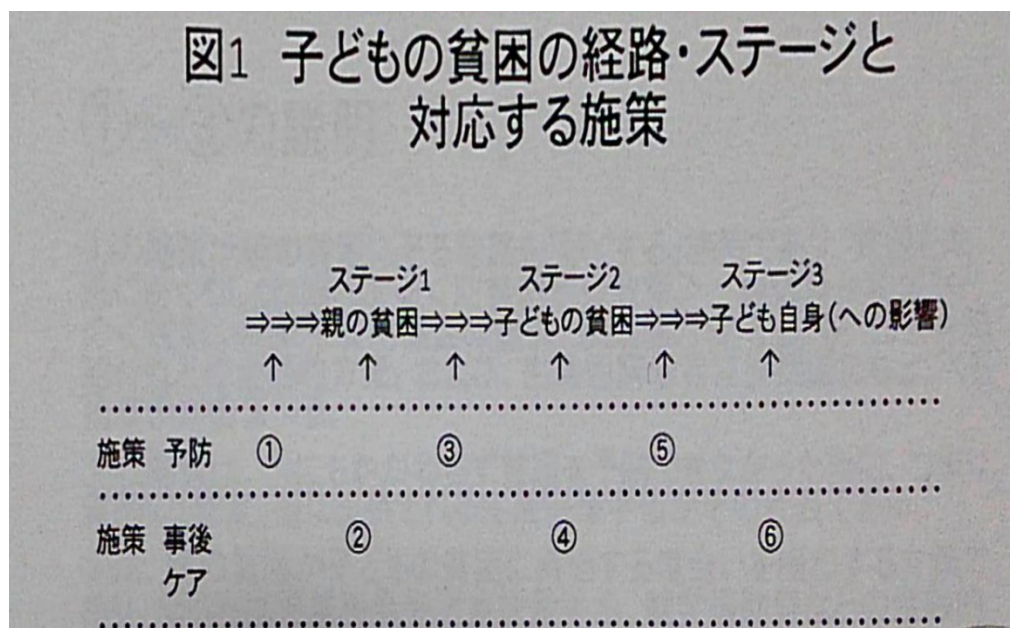 図1 子どもの貧困の経路・ステージと
対応する施策
ステージ1 ステージ2 ステージ3
⇒⇒⇒親の貧困⇒⇒⇒子どもの貧困⇒⇒⇒子ども自身(への影響)
↑ ↑ ↑ ↑ ↑ ↑
施策 予防 ① ③ ⑤
施策 事後 ② ④ ⑥
ケア